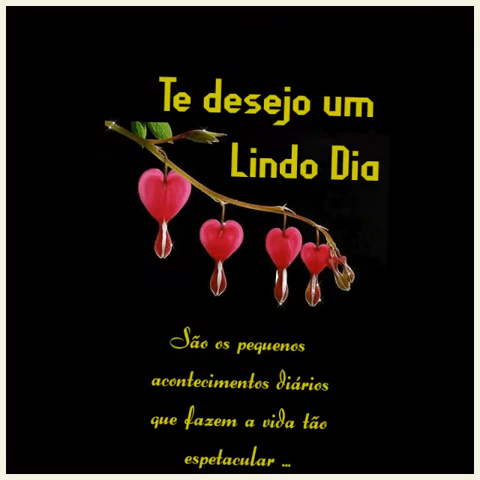 Te desejo um
Lindo Dia
São os pequenos
acontecimentos diários
que fazem a vida tão
espetacular ...